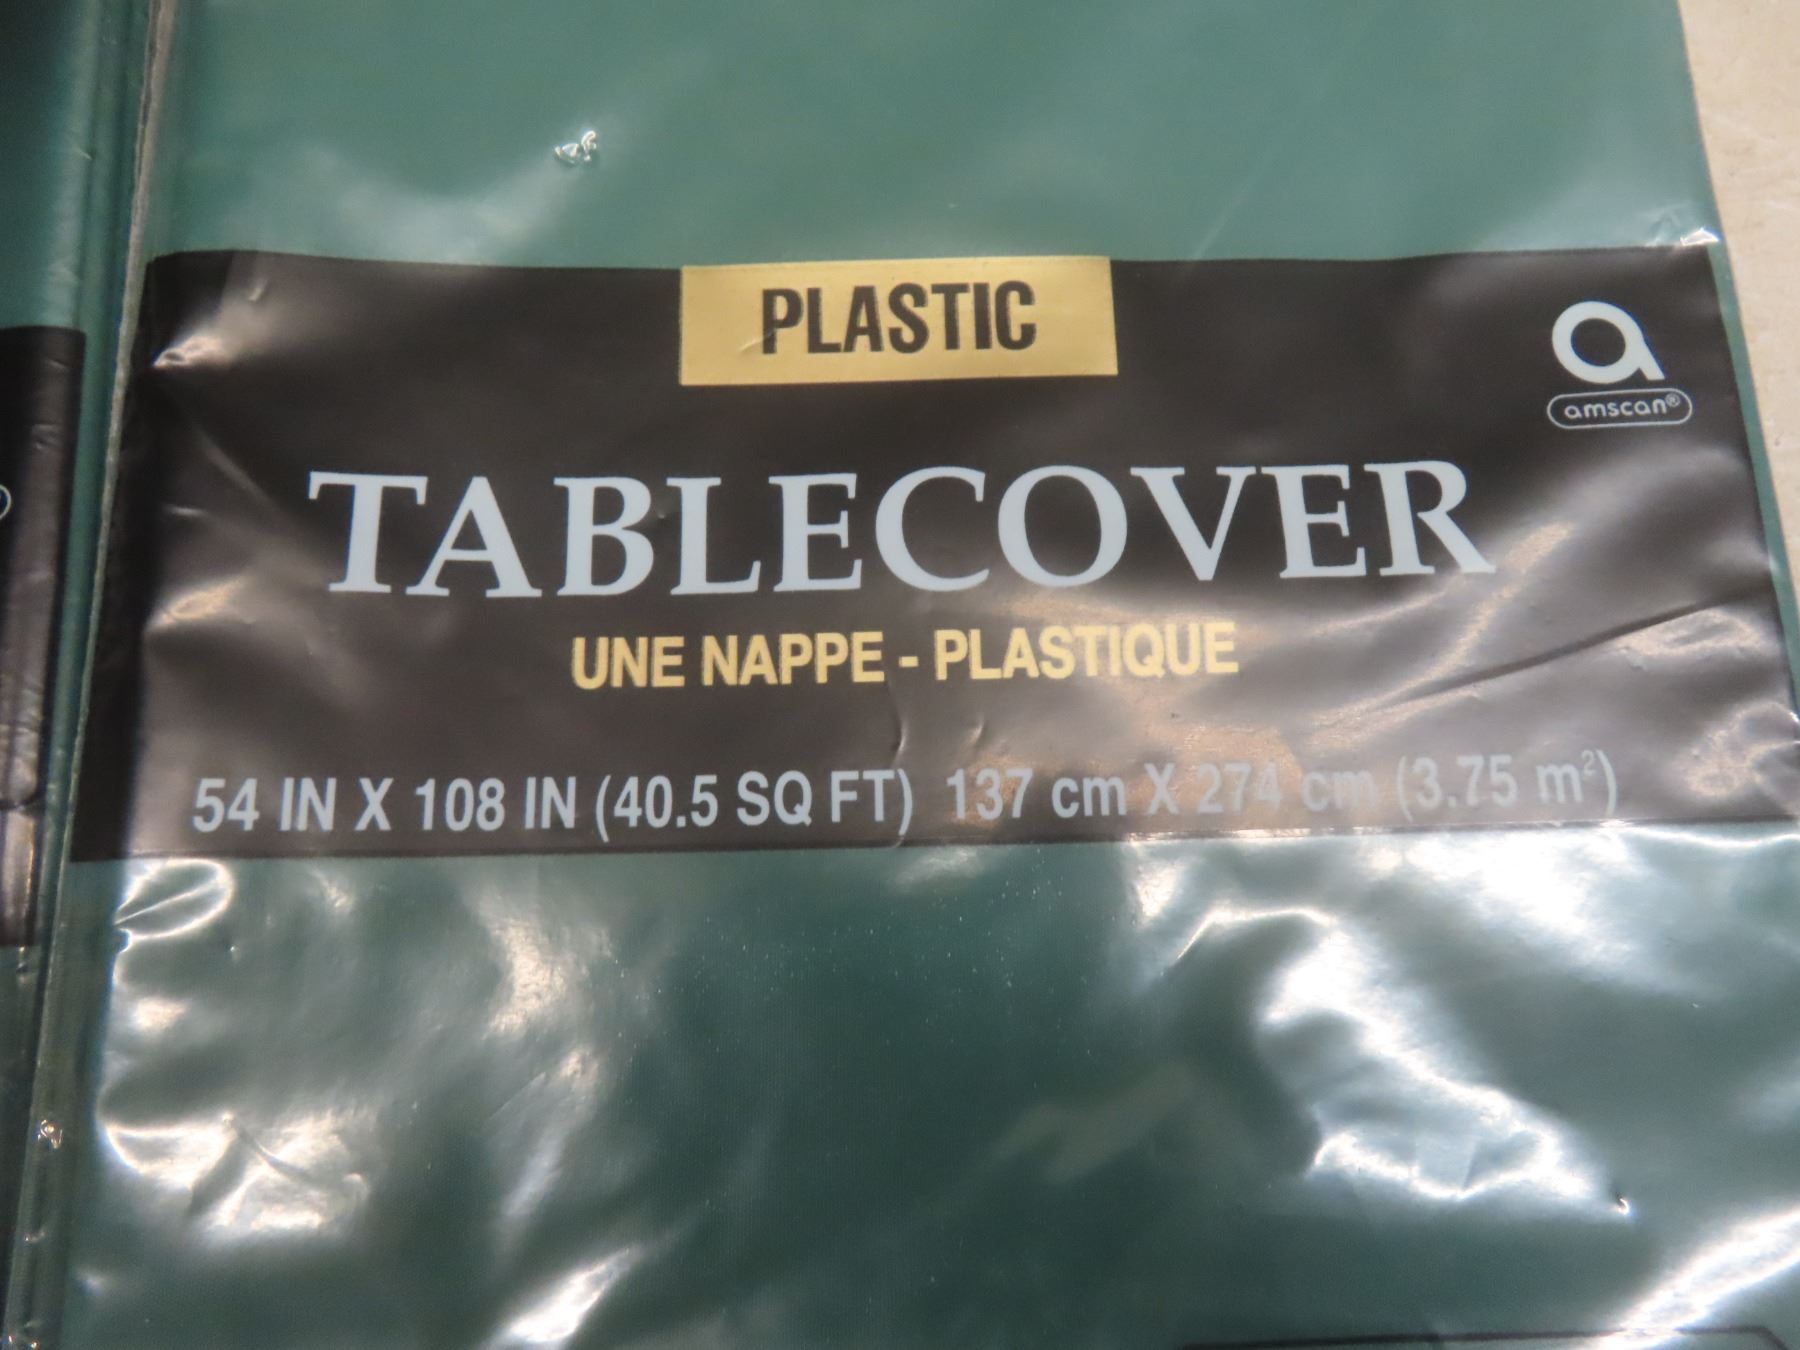 PLASTIC
a
amscan®
TABLECOVER
UNE NAPPE - PLASTIQUE
54 IN X 108 IN (40.5 SQ FT) 137 cm X 274 cm (3.75 m²)